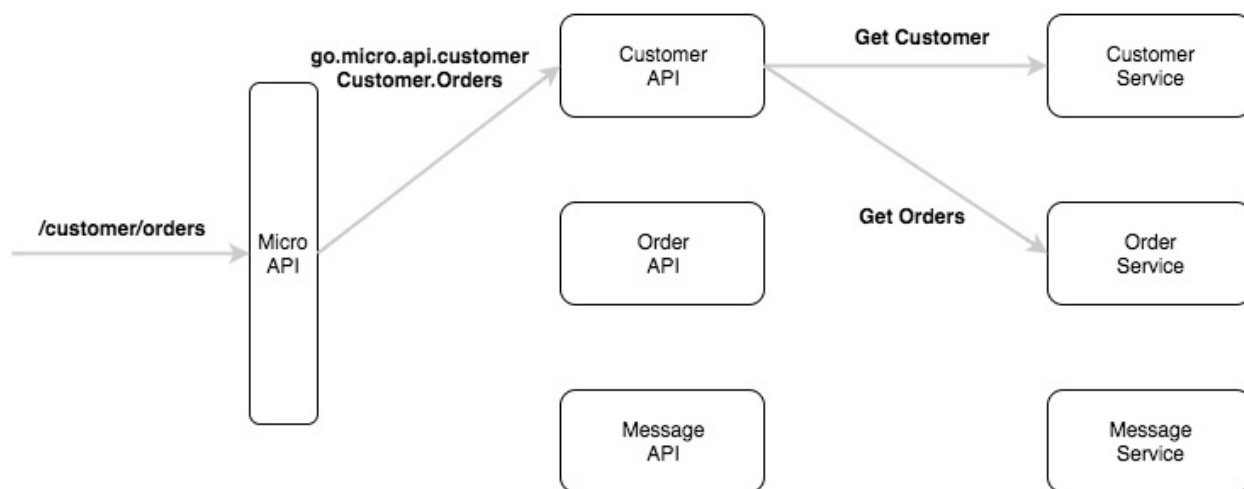 go.micro.api.customer
Customer.Orders
Customer
API
Get Customer
Customer
Service
/customer/orders
Micro
API
Order
API
Get Orders
Order
Service
Message
API
Message
Service